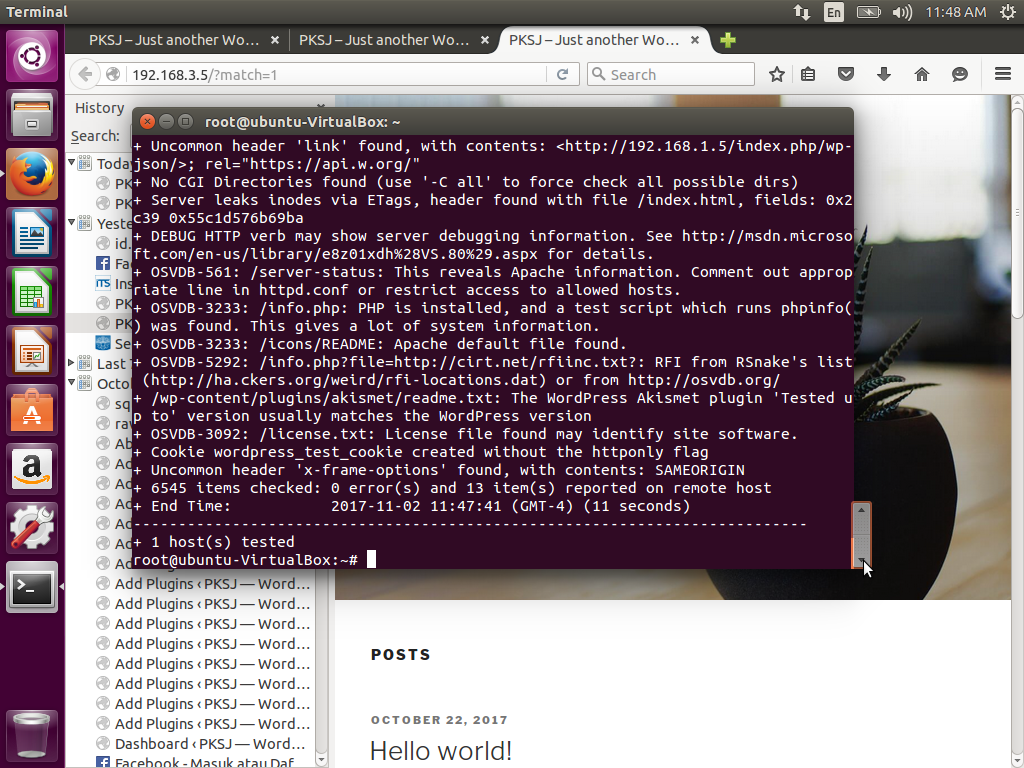 Terminal
En
11:48 AM
PKSJ – Just another Wo...
PKSJ – Just another Wo...
PKSJ – Just another Wo...
192.168.3.5/?match=1
Search
History
Search:
root@ubuntu-VirtualBox: ~
+ Uncommon header 'link' found, with contents: <http://192.168.1.5/index.php/wp-
json/>; rel="https://api.w.org/"
+ No CGI Directories found (use '-C all' to force check all possible dirs)
+ Server leaks inodes via ETags, header found with file /index.html, fields: 0x2
c39 0x55c1d576b69ba
+ DEBUG HTTP verb may show server debugging information. See http://msdn.microso
ft.com/en-us/library/e8z01xdh%28VS.80%29.aspx for details.
+ OSVDB-561: /server-status: This reveals Apache information. Comment out approp
riate line in httpd.conf or restrict access to allowed hosts.
+ OSVDB-3233: /info.php: PHP is installed, and a test script which runs phpinfo(
) was found. This gives a lot of system information.
+ OSVDB-3233: /icons/README: Apache default file found.
+ OSVDB-5292: /info.php?file=http://cirt.net/rfiinc.txt?: RFI from RSnake's list
(http://ha.ckers.org/weird/rfi-locations.dat) or from http://osvdb.org/
+ /wp-content/plugins/akismet/readme.txt: The WordPress Akismet plugin 'Tested u
p to' version usually matches the WordPress version
+ OSVDB-3092: /license.txt: License file found may identify site software.
+ Cookie wordpress_test_cookie created without the httponly flag
+ Uncommon header 'x-frame-options' found, with contents: SAMEORIGIN
+ 6545 items checked: 0 error(s) and 13 item(s) reported on remote host
+ End Time: 2017-11-02 11:47:41 (GMT-4) (11 seconds)
---------------------------------------------------------------------------
+ 1 host(s) tested
root@ubuntu-VirtualBox:~#
Toda
PK
PK
Yeste
id.
Fa
ITS Ins
PK
PK
Se
Last
Octo
sq
rav
Ab
Ad
Ad
Ad
Ad
Ad
Ad
Add Plugins ‹ PKSJ — Word...
Add Plugins ‹ PKSJ — Word...
Add Plugins ‹ PKSJ — Word...
Add Plugins ‹ PKSJ — Word...
Add Plugins ‹ PKSJ — Word...
Add Plugins ‹ PKSJ — Word...
Add Plugins ‹ PKSJ — Word...
Add Plugins ‹ PKSJ — Word...
Dashboard ‹ PKSJ — Word...
Facebook - Masuk atau Daf
POSTS
OCTOBER 22, 2017
Hello world!